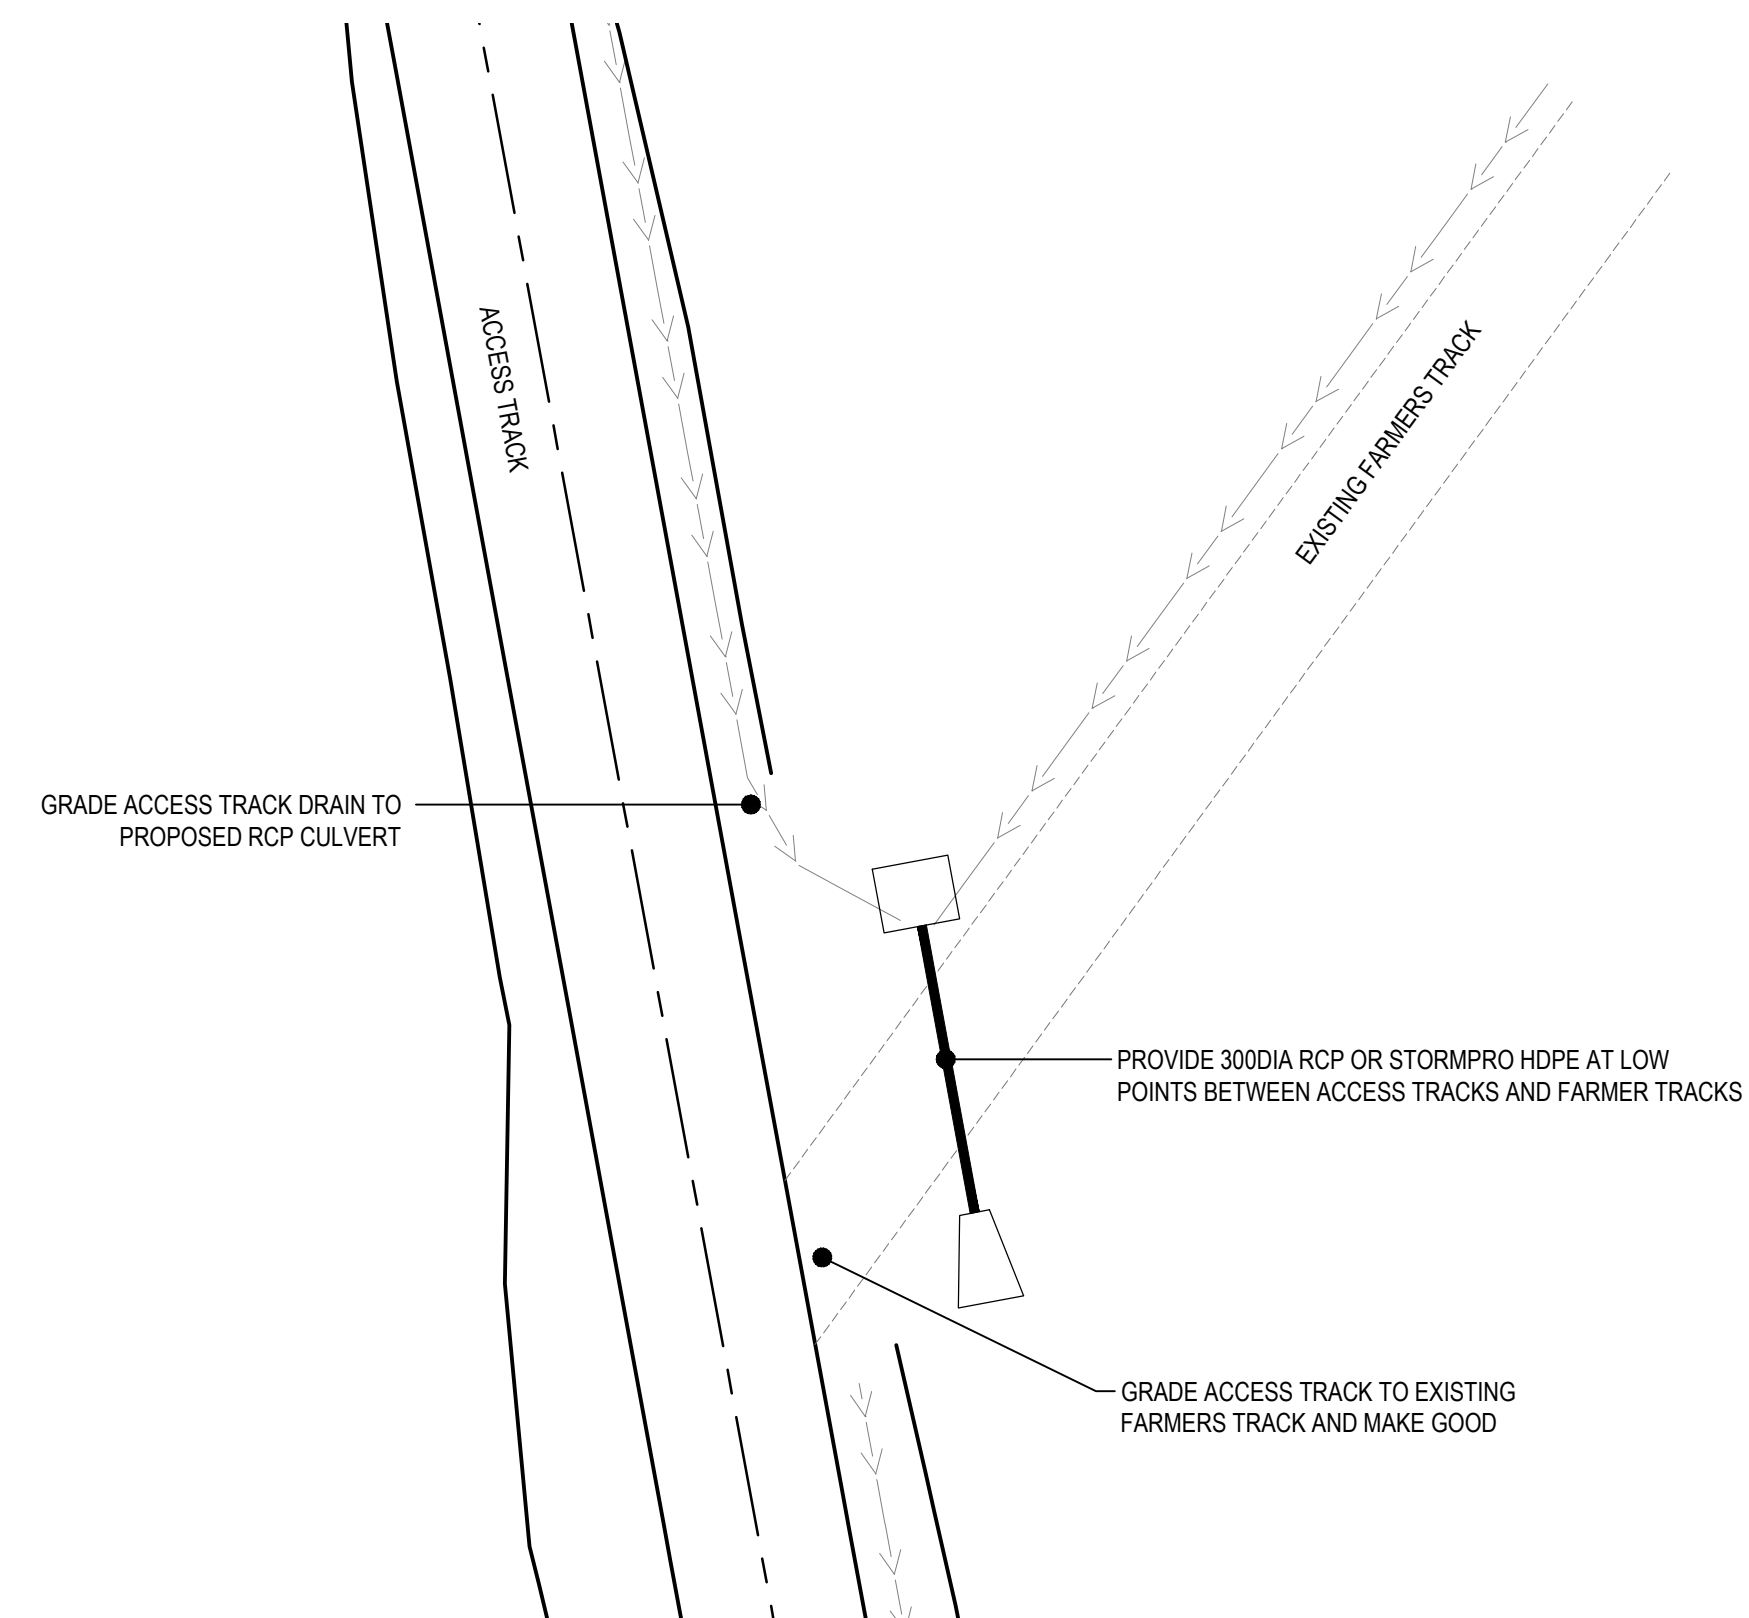 ACCESS TRACK
EXISTING FARMERS TRACK
GRADE ACCESS TRACK DRAIN TO
PROPOSED RCP CULVERT
PROVIDE 300DIA RCP OR STORMPRO HDPE AT LOW
POINTS BETWEEN ACCESS TRACKS AND FARMER TRACKS
GRADE ACCESS TRACK TO EXISTING
FARMERS TRACK AND MAKE GOOD